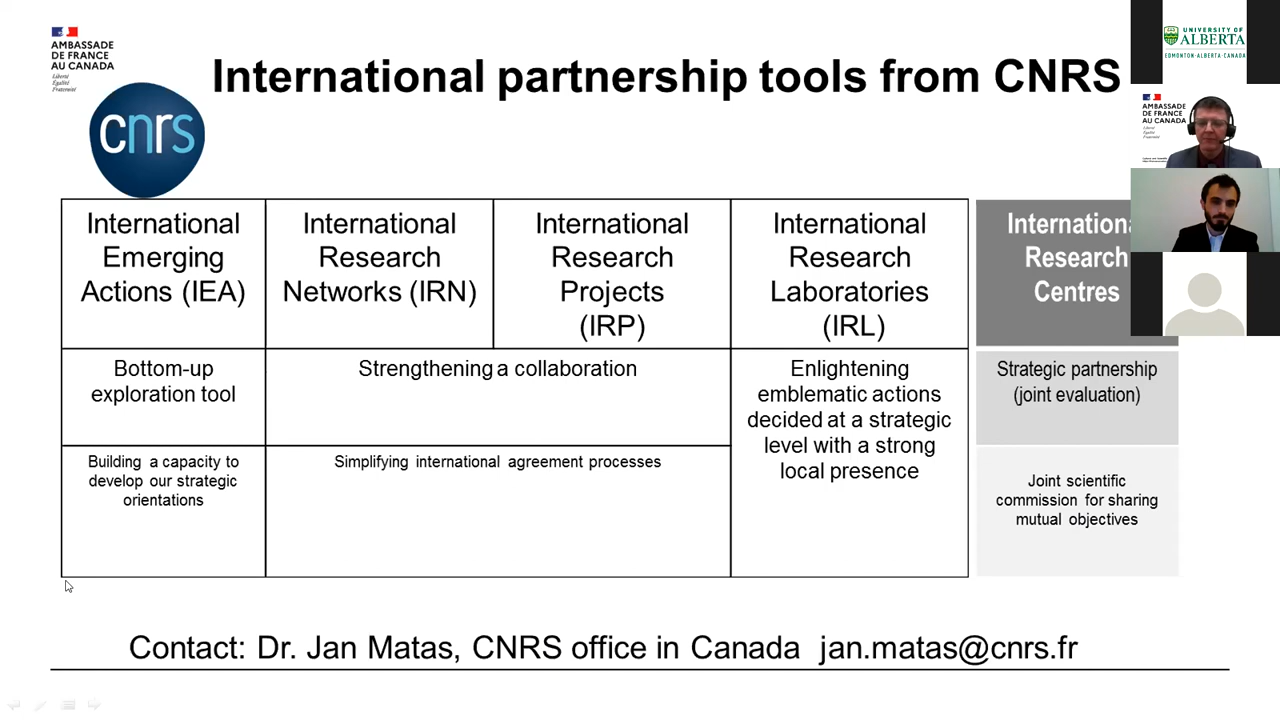 AMBASSADE
DE FRANCE
AU CANADA
Liberté
Égalité
Fraternité
cnrs
International partnership tools from CNRS
UNIVERSITY OF
ALBERTA
EDMONTON·ALBERTA·CANADA
AMBASSADE
DE FRANCE
AU CANADA
Liberté
Égalité
Fraternité
International
Emerging
Actions (IEA)
International
Research
Networks (IRN)
International
Research
Projects
(IRP)
International
Research
Laboratories
(IRL)
Internationa
Research
Centres
Bottom-up
exploration tool
Strengthening a collaboration
Enlightening
emblematic actions
decided at a strategic
level with a strong
local presence
Strategic partnership
(joint evaluation)
Building a capacity to
develop our strategic
orientations
Simplifying international agreement processes
Joint scientific
commission for sharing
mutual objectives
Contact: Dr. Jan Matas, CNRS office in Canada jan.matas@cnrs.fr